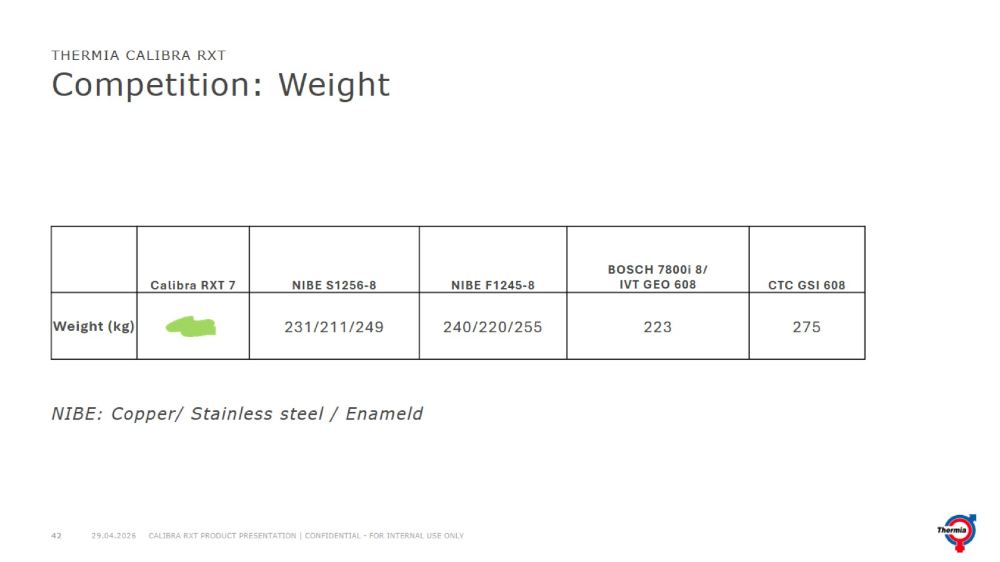 THERMIA CALIBRA RXT
Competition: Weight
Calibra RXT 7
NIBE S1256-8
NIBE F1245-8
BOSCH 7800i 8/
IVT GEO 608
CTC GSI 608
Weight (kg)
231/211/249
240/220/255
223
275
NIBE: Copper/ Stainless steel / Enameld
42
29.04.2026
CALIBRA RXT PRODUCT PRESENTATION | CONFIDENTIAL - FOR INTERNAL USE ONLY
Thermia